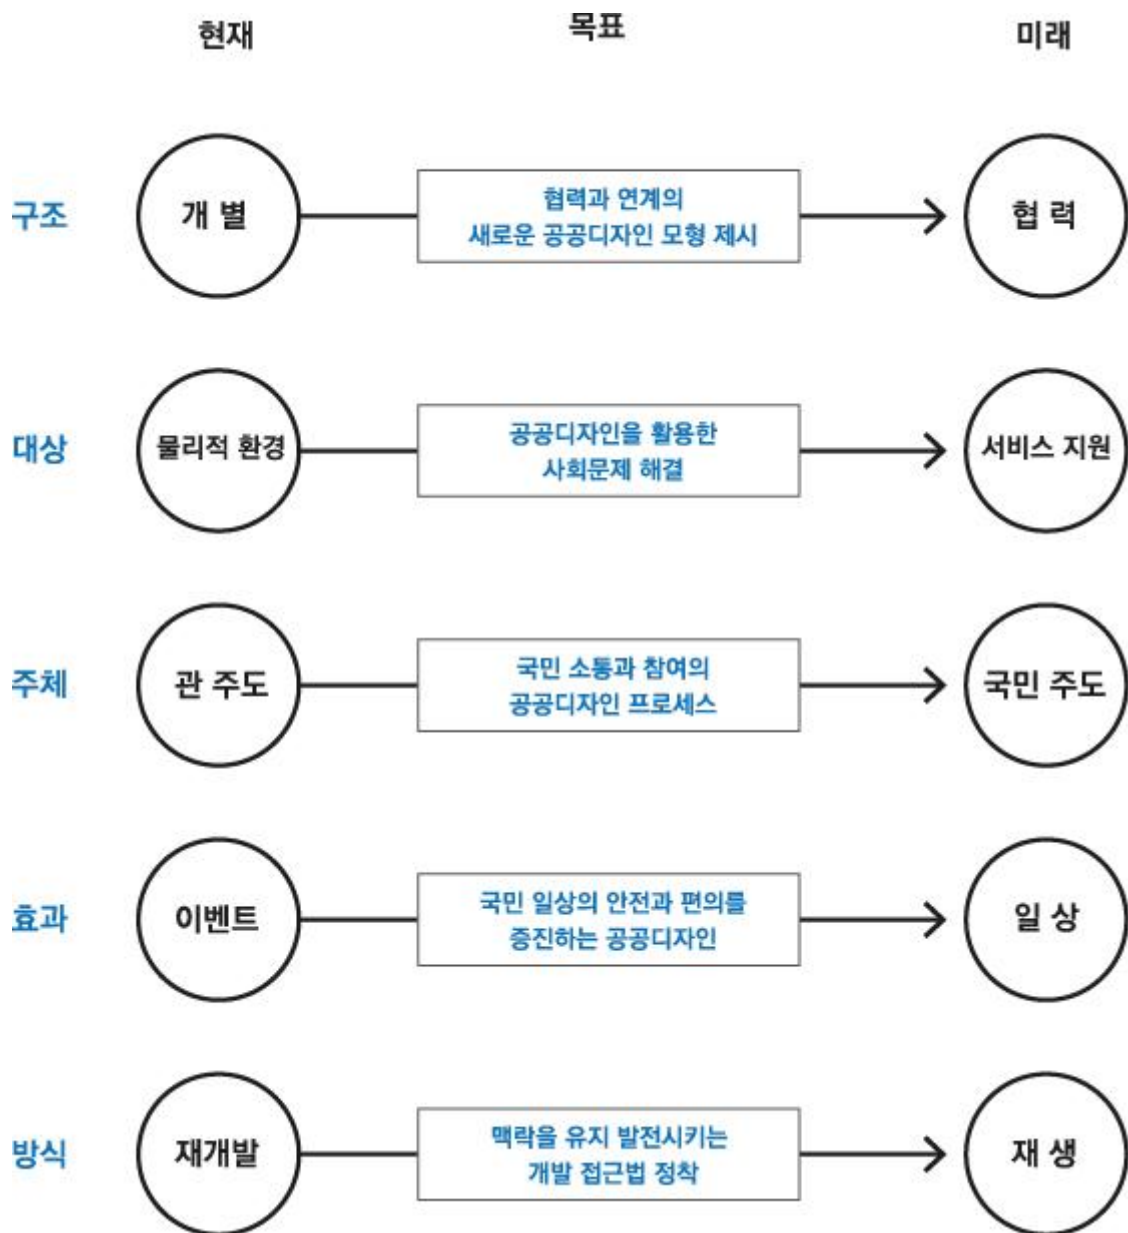 현재 목표 미래
구조
개 별
협력과 연계의
새로운 공공디자인 모형 제시
협 력
대상
물리적 환경
공공디자인을 활용한
사회문제 해결
서비스 지원
주체
관 주도
국민 소통과 참여의
공공디자인 프로세스
국민 주도
효과
이벤트
국민 일상의 안전과 편의를
증진하는 공공디자인
일 상
방식
재개발
맥락을 유지 발전시키는
개발 접근법 정착
재 생